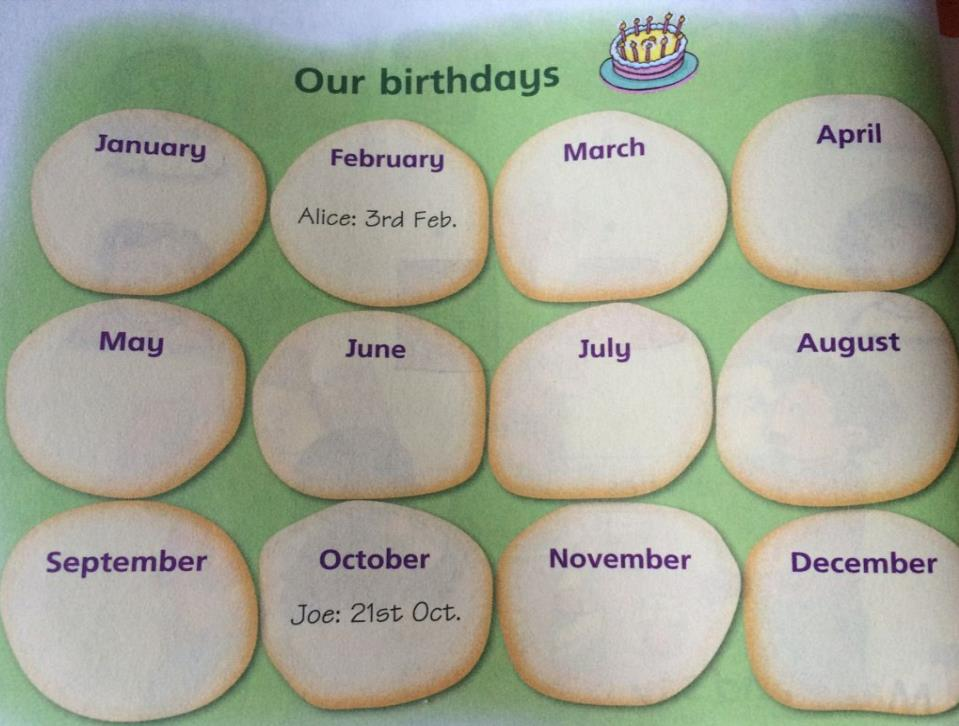 Our birthdays
January
February
Alice: 3rd Feb.
March
April
May
June
July
August
September
October
Joe: 21st Oct.
November
December